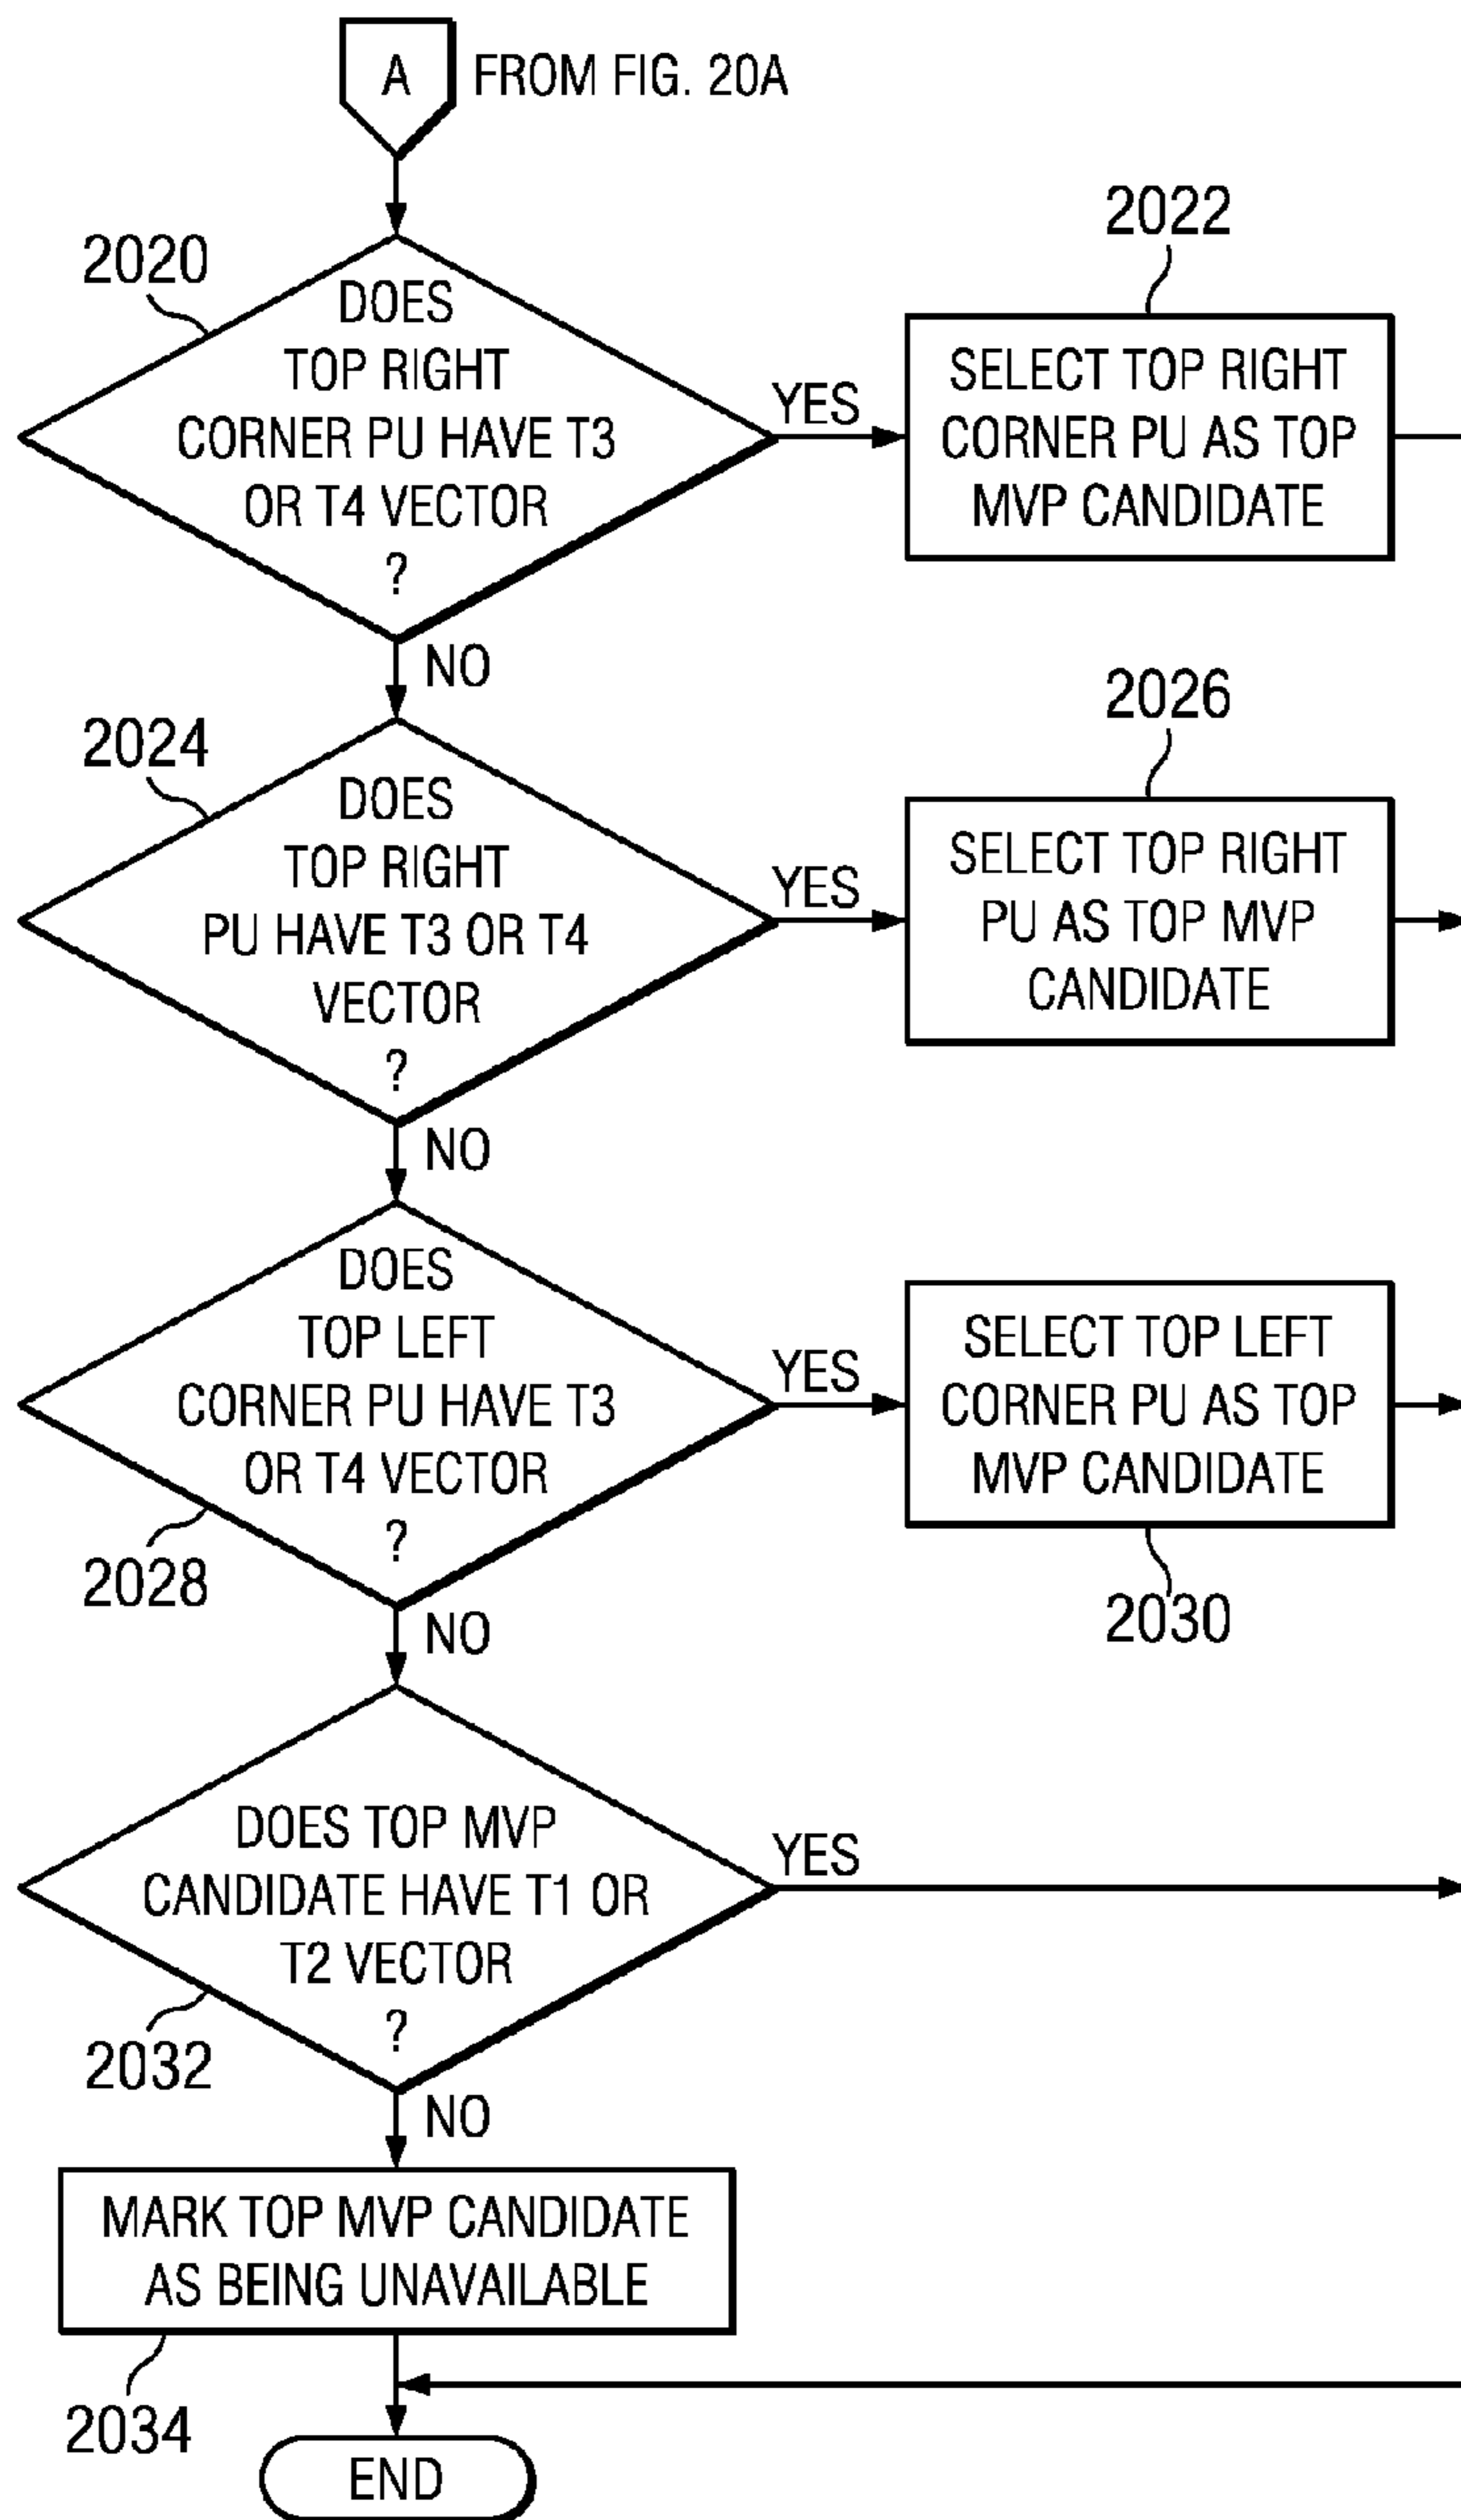 A
FROM FIG. 20A
2020
DOES
TOP RIGHT
CORNER PU HAVE T3
OR T4 VECTOR
?
YES
2022
SELECT TOP RIGHT
CORNER PU AS TOP
MVP CANDIDATE
NO
2024
DOES
TOP RIGHT
PU HAVE T3 OR T4
VECTOR
?
YES
2026
SELECT TOP RIGHT
PU AS TOP MVP
CANDIDATE
NO
DOES
TOP LEFT
CORNER PU HAVE T3
OR T4 VECTOR
?
2028
YES
SELECT TOP LEFT
CORNER PU AS TOP
MVP CANDIDATE
2030
NO
DOES TOP MVP
CANDIDATE HAVE T1 OR
T2 VECTOR
?
2032
YES
NO
MARK TOP MVP CANDIDATE
AS BEING UNAVAILABLE
2034
END